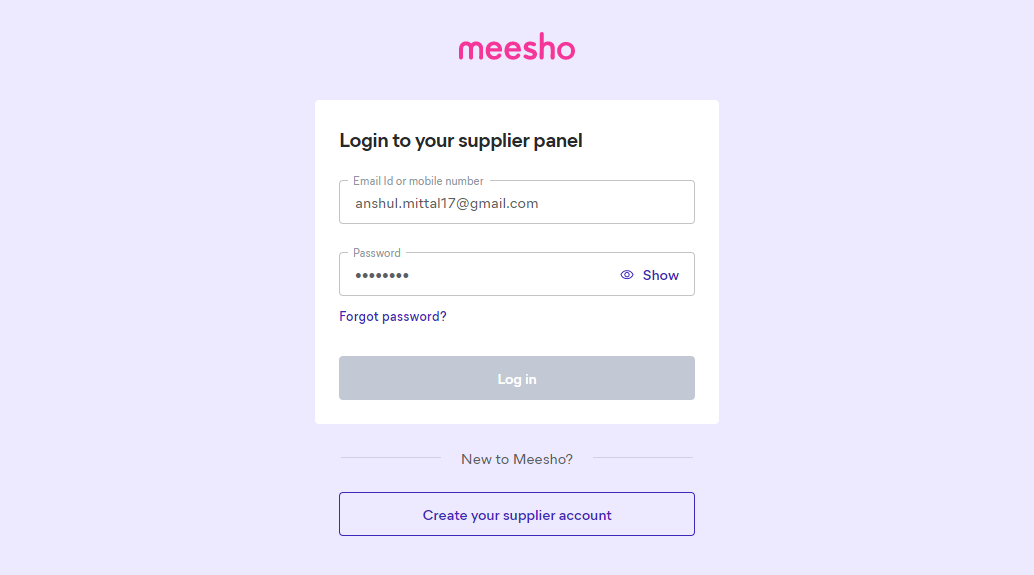 meesho
Login to your supplier panel
Email Id or mobile number
anshul.mittal17@gmail.com
Password
••••••••
Show
Forgot password?
Log in
New to Meesho?
Create your supplier account